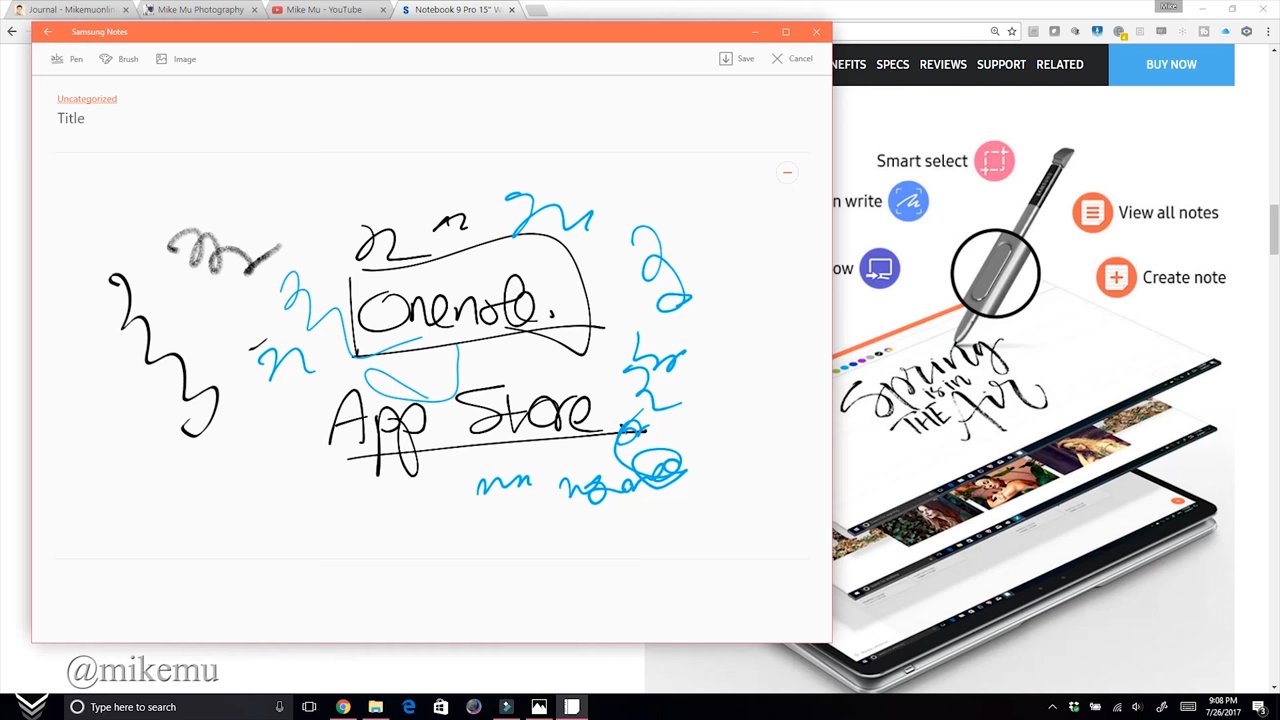 Journal - Mikemuonlin
Mike Mu Photography
Mike Mu - YouTube
Notebook 9 Pro 15" W
Mike
Samsung Notes
Pen
Brush
Image
Save
Cancel
NEFITS SPECS REVIEWS SUPPORT RELATED
BUY NOW
Uncategorized
Title
Onenote.
App Store
Smart select
n write
View all notes
ow
Create note
SAMSUNG
Spring
IS IN
THE Air
@mikemu
Type here to search
9:08 PM
7/26/2017